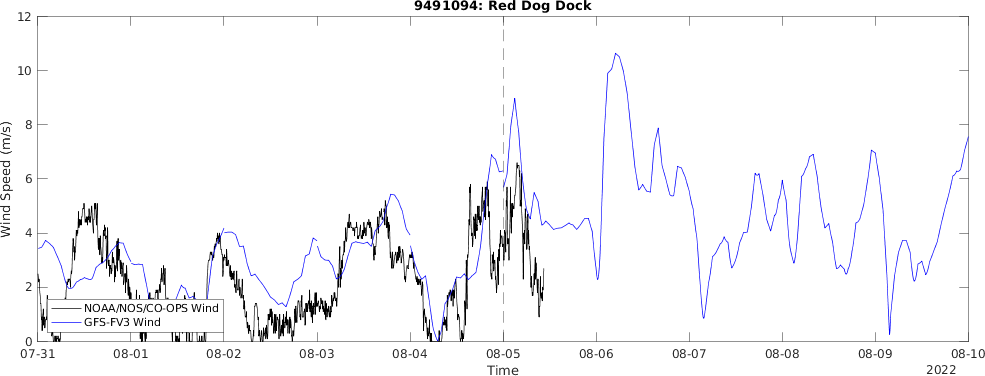 9491094: Red Dog Dock
Wind Speed (m/s)
12
10
8
6
4
2
0
NOAA/NOS/CO-OPS Wind
GFS-FV3 Wind
07-31 08-01 08-02 08-03 08-04 08-05 08-06 08-07 08-08 08-09 08-10
Time
2022